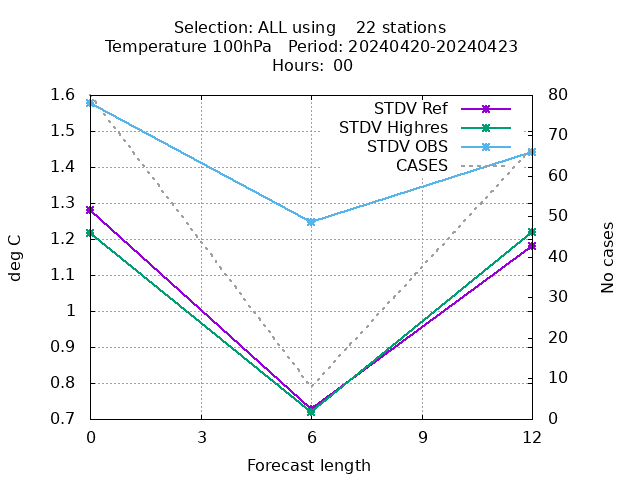 Selection: ALL using    22 stations
Temperature 100hPa   Period: 20240420-20240423
Hours:  00
1.6
1.5
1.4
1.3
1.2
1.1
1
0.9
0.8
0.7
deg C
STDV Ref
STDV Highres
STDV OBS
CASES
80
70
60
50
40
30
20
10
0
No cases
0 3 6 9 12
Forecast length